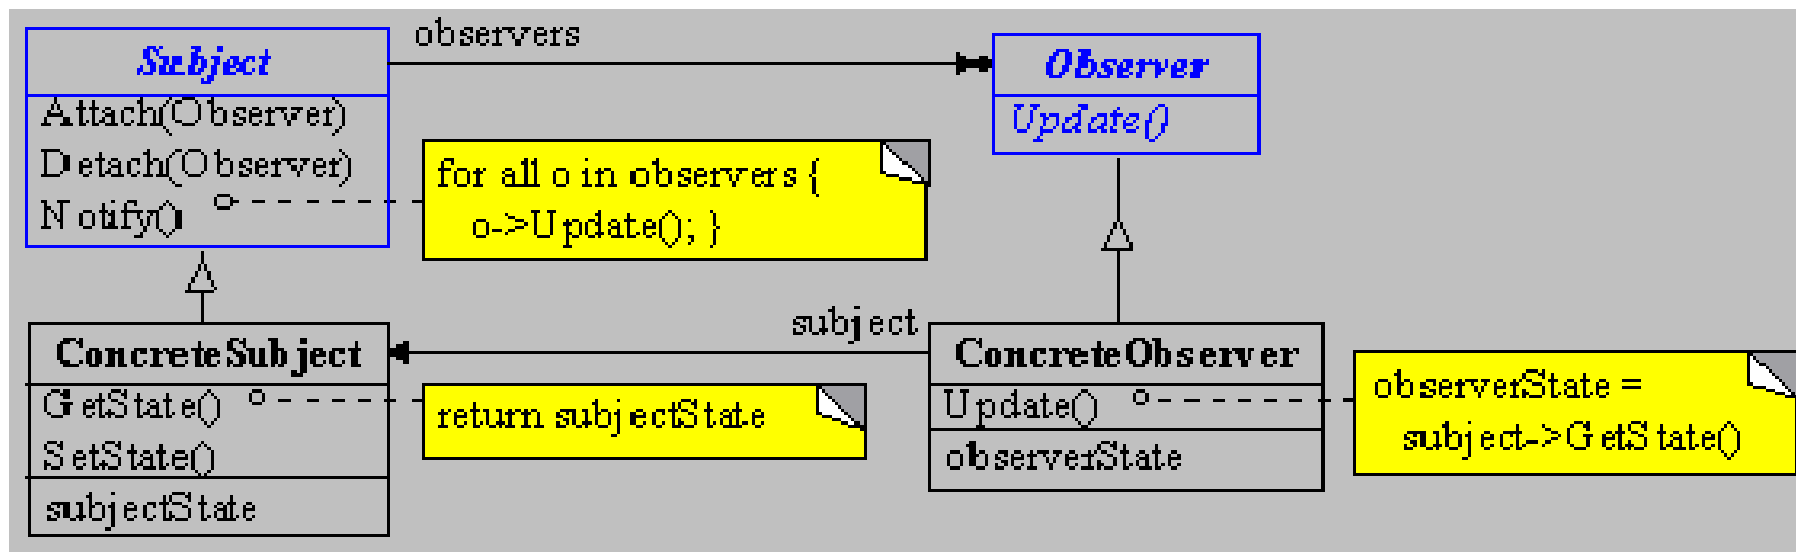 observers
Subject
Attach(Observer)
Detach(Observer)
Notify()
for all o in observers {
o->Update(); }
Observer
Update()
subject
ConcreteSubject
GetState()
SetState()
subjectState
return subjectState
ConcreteObserver
Update()
observerState
observerState =
subject->GetState()